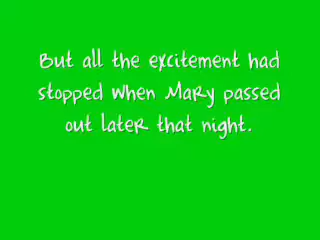 But all the excitement had
stopped when Mary passed
out later that night.